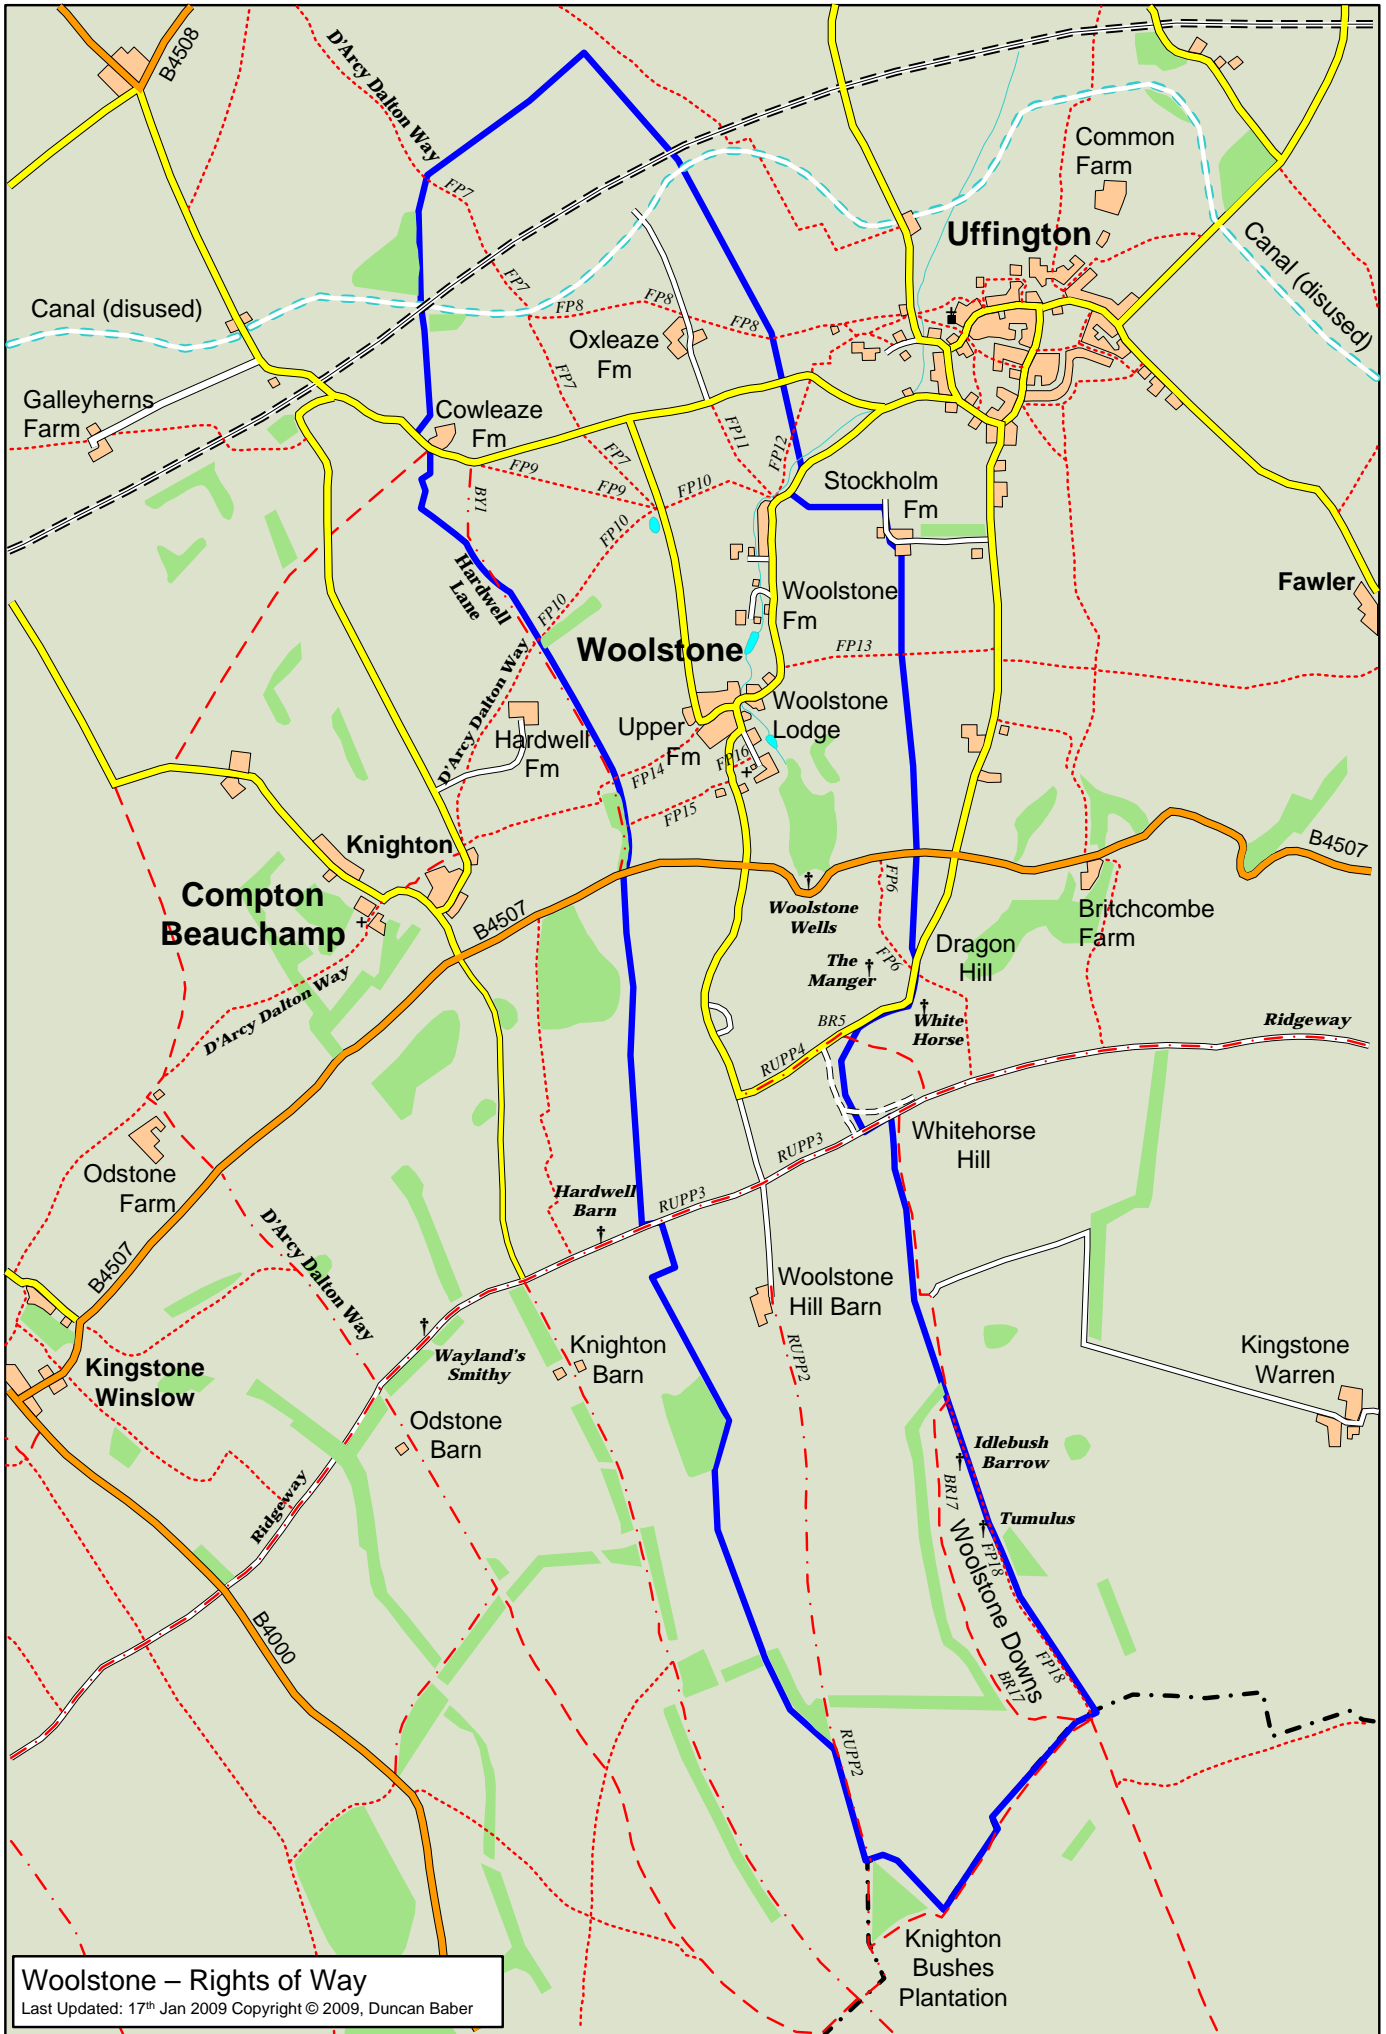 B4508
D'Arcy Dalton Way
Common
Farm
Uffington
FP7
Canal (disused)
Canal (disused)
FP7
FP8
FP8
FP8
Oxleaze
Fm
FP7
Galleyherns
Farm
Cowleaze
Fm
FP11
FP12
FP7
FP9
FP9
FP10
Stockholm
Fm
BY1
FP10
Hardwell
Lane
Fawler
Woolstone
Fm
FP10
Woolstone
FP13
D'Arcy Dalton Way
Woolstone
Lodge
Upper
Fm
Hardwell
Fm
FP14
FP16
FP15
Knighton
B4507
Compton
Beauchamp
B4507
FP6
Woolstone
Wells
Britchcombe
Farm
Dragon
Hill
The
Manger
FP6
D'Arcy Dalton Way
White
Horse
BR5
Ridgeway
RUPP4
Whitehorse
Hill
RUPP3
Odstone
Farm
Hardwell
Barn
RUPP3
D'Arcy Dalton Way
B4507
Woolstone
Hill Barn
Wayland's
Smithy
Knighton
Barn
RUPP2
Kingstone
Winslow
Kingstone
Warren
Odstone
Barn
Idlebush
Barrow
BR17
Ridgeway
Tumulus
FP18
Woolstone Downs
B4000
FP18
BR17
RUPP2
Knighton
Bushes
Plantation
Woolstone – Rights of Way
Last Updated: 17th Jan 2009 Copyright © 2009, Duncan Baber